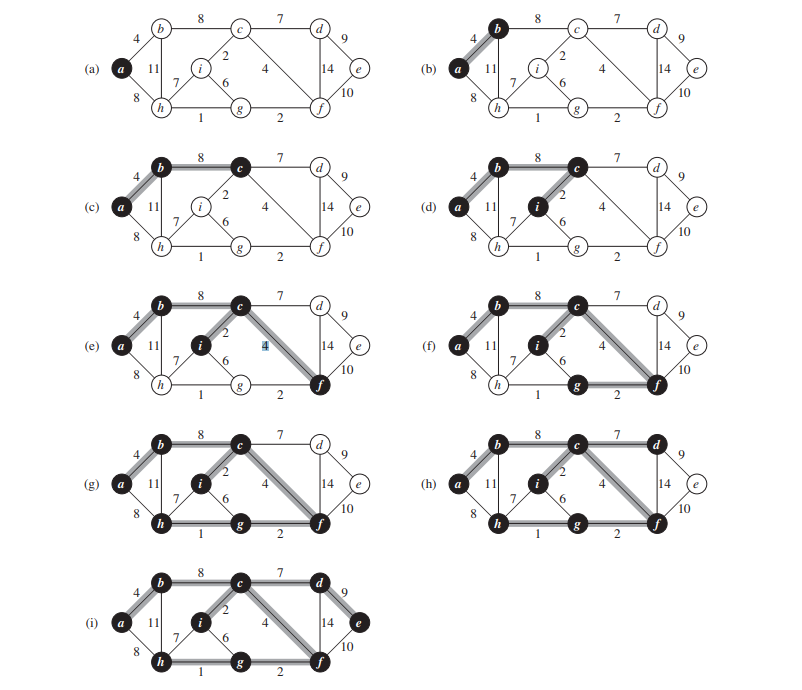 8 7 8 7
4 b c d 9 4 b c d 9
(a) a 11 i 2 4 14 e (b) a 11 i 2 4 14 e
8 7 6 10 8 7 6 10
h g f h g f
1 2 1 2
8 7 8 7
4 b c d 9 4 b c d 9
(c) a 11 i 2 4 14 e (d) a 11 i 2 4 14 e
8 7 6 10 8 7 6 10
h g f h g f
1 2 1 2
8 7 8 7
4 b c d 9 4 b c d 9
(e) a 11 i 2 4 14 e (f) a 11 i 2 4 14 e
8 7 6 10 8 7 6 10
h g f h g f
1 2 1 2
8 7 8 7
4 b c d 9 4 b c d 9
(g) a 11 i 2 4 14 e (h) a 11 i 2 4 14 e
8 7 6 10 8 7 6 10
h g f h g f
1 2 1 2
8 7
4 b c d 9
(i) a 11 i 2 4 14 e
8 7 6 10
h g f
1 2